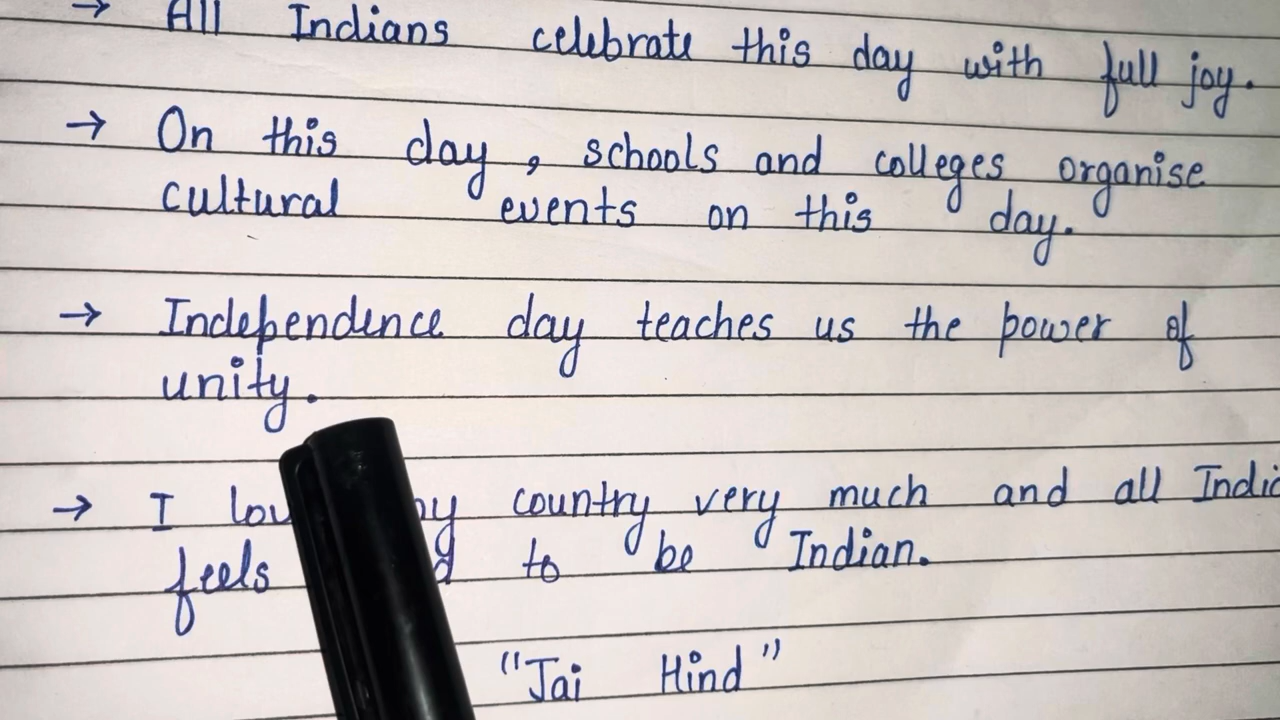 → All Indians celebrate this day with full joy.
→ On this day, schools and colleges organise
cultural events on this day.
→ Independence day teaches us the power of
unity.
→ I country very much and all
feels to be Indian.
"Jai Hind"